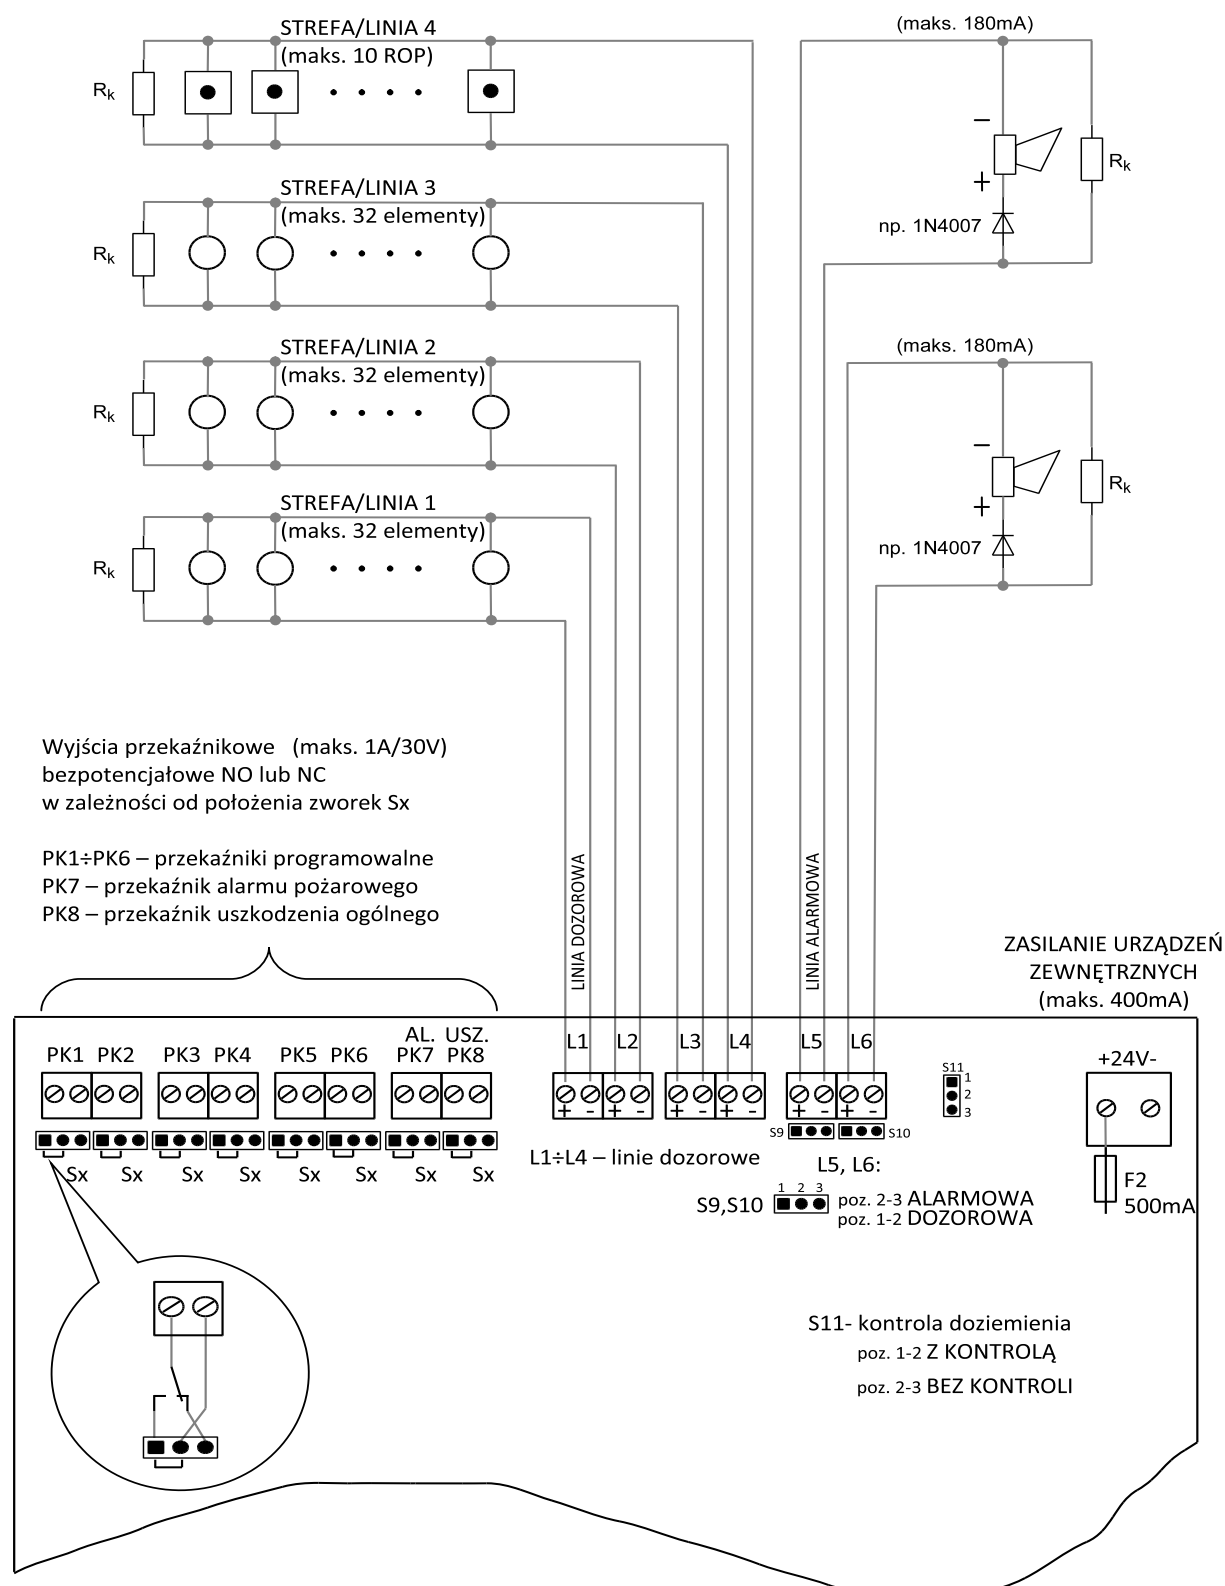 STREFA/LINIA 4
(maks. 10 ROP)
Rk
(maks. 180mA)
−
+
Rk
np. 1N4007
STREFA/LINIA 3
(maks. 32 elementy)
Rk
STREFA/LINIA 2
(maks. 32 elementy)
Rk
(maks. 180mA)
−
+
Rk
np. 1N4007
STREFA/LINIA 1
(maks. 32 elementy)
Rk
Wyjścia przekaźnikowe (maks. 1A/30V)
bezpotencjałowe NO lub NC
w zależności od położenia zworek Sx
PK1÷PK6 – przekaźniki programowalne
PK7 – przekaźnik alarmu pożarowego
PK8 – przekaźnik uszkodzenia ogólnego
LINIA DOZOROWA
LINIA ALARMOWA
ZASILANIE URZĄDZEŃ
ZEWNĘTRZNYCH
(maks. 400mA)
AL. USZ.
PK1 PK2 PK3 PK4 PK5 PK6 PK7 PK8
L1 L2 L3 L4 L5 L6
+ - + - + - + - + - + -
S11
1
2
3
+24V-
S9 S10
Sx Sx Sx Sx Sx Sx Sx Sx
L1÷L4 – linie dozorowe
L5, L6:
1 2 3
S9,S10
poz. 2-3 ALARMOWA
poz. 1-2 DOZOROWA
F2
500mA
S11- kontrola doziemienia
poz. 1-2 Z KONTROLĄ
poz. 2-3 BEZ KONTROLI